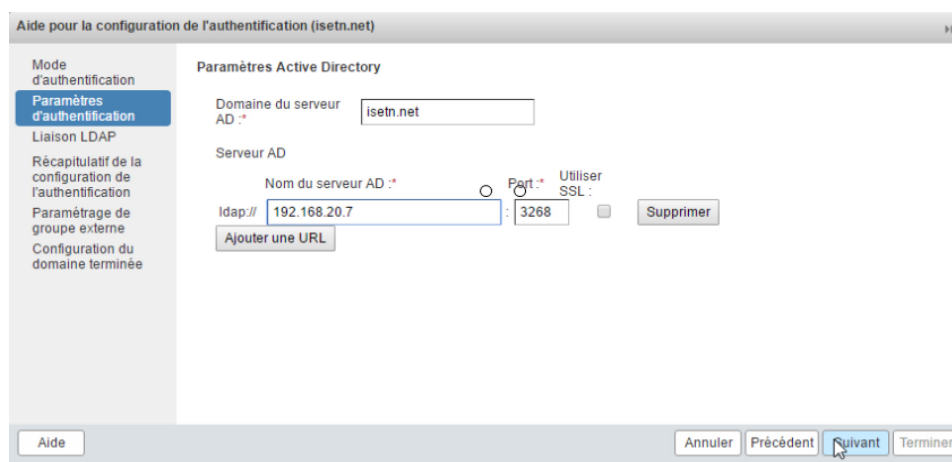 Aide pour la configuration de l'authentification (isetn.net)
Mode
d'authentification
Paramètres
d'authentification
Liaison LDAP
Récapitulatif de la
configuration de
l'authentification
Paramétrage de
groupe externe
Configuration du
domaine terminée
Paramètres Active Directory
Domaine du serveur
AD :*
isetn.net
Serveur AD
Nom du serveur AD :*
Port :*
Utiliser
SSL :
ldap://
192.168.20.7
:
3268
Supprimer
Ajouter une URL
Aide
Annuler
Précédent
Suivant
Terminer